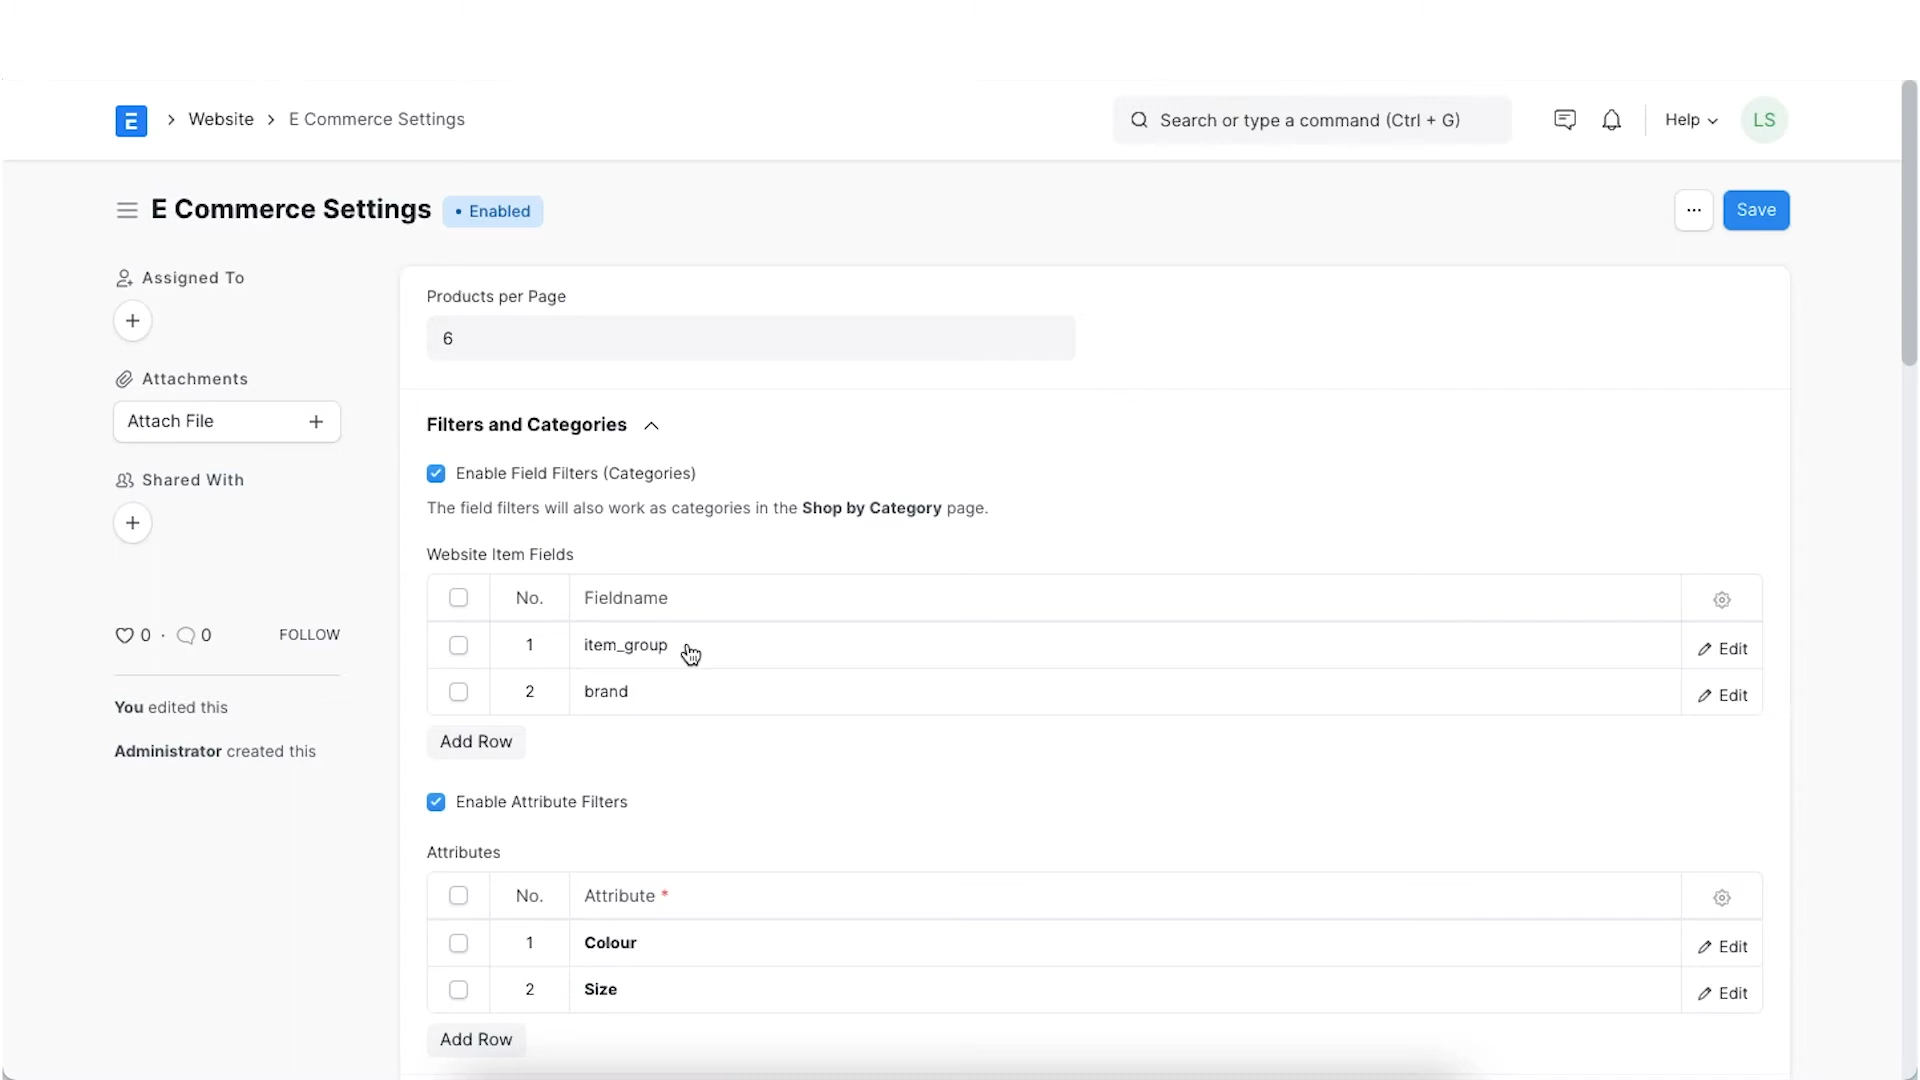 E
Website
E Commerce Settings
Search or type a command (Ctrl + G)
Help
LS
E Commerce Settings
• Enabled
···
Save
Assigned To
+
Attachments
Attach File +
Shared With
+
0 · 0 FOLLOW
You edited this
Administrator created this
Products per Page
6
Filters and Categories
Enable Field Filters (Categories)
The field filters will also work as categories in the Shop by Category page.
Website Item Fields
No. Fieldname
1 item_group Edit
2 brand Edit
Add Row
Enable Attribute Filters
Attributes
No. Attribute *
1 Colour Edit
2 Size Edit
Add Row